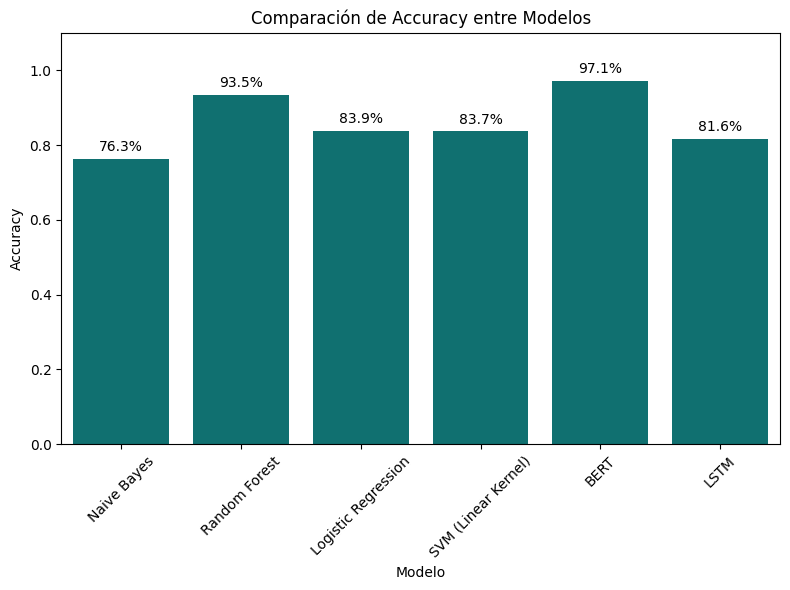 Comparación de Accuracy entre Modelos
Accuracy
1.0
0.8
0.6
0.4
0.2
0.0
76.3%
93.5%
83.9%
83.7%
97.1%
81.6%
Naive Bayes
Random Forest
Logistic Regression
SVM (Linear Kernel)
BERT
LSTM
Modelo